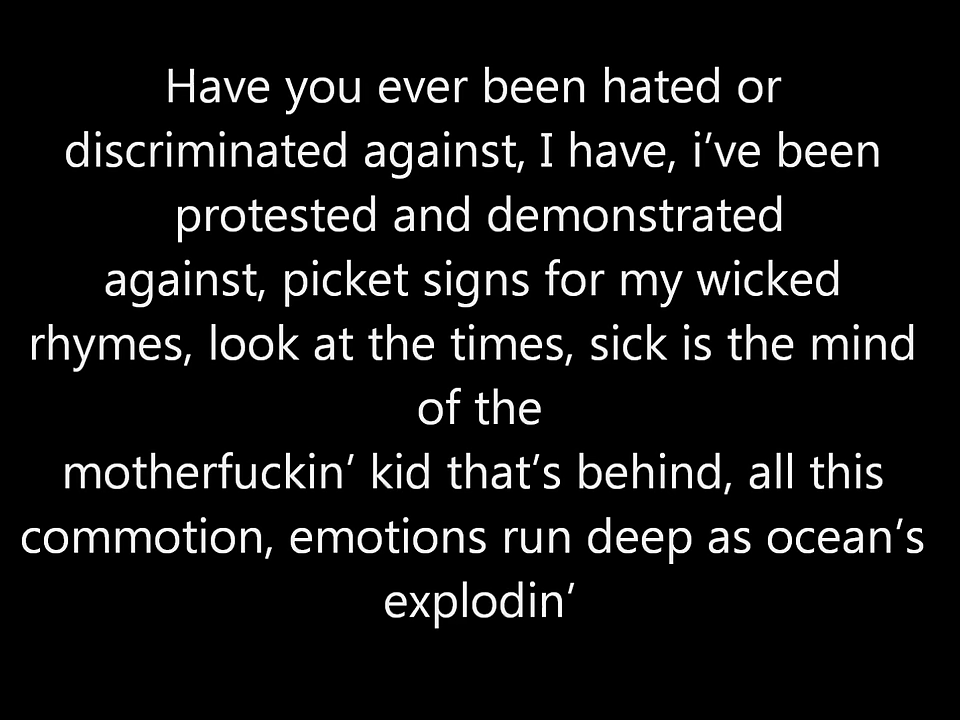 Have you ever been hated or
discriminated against, I have, i’ve been
protested and demonstrated
against, picket signs for my wicked
rhymes, look at the times, sick is the mind
of the
motherfuckin’ kid that’s behind, all this
commotion, emotions run deep as ocean’s
explodin’